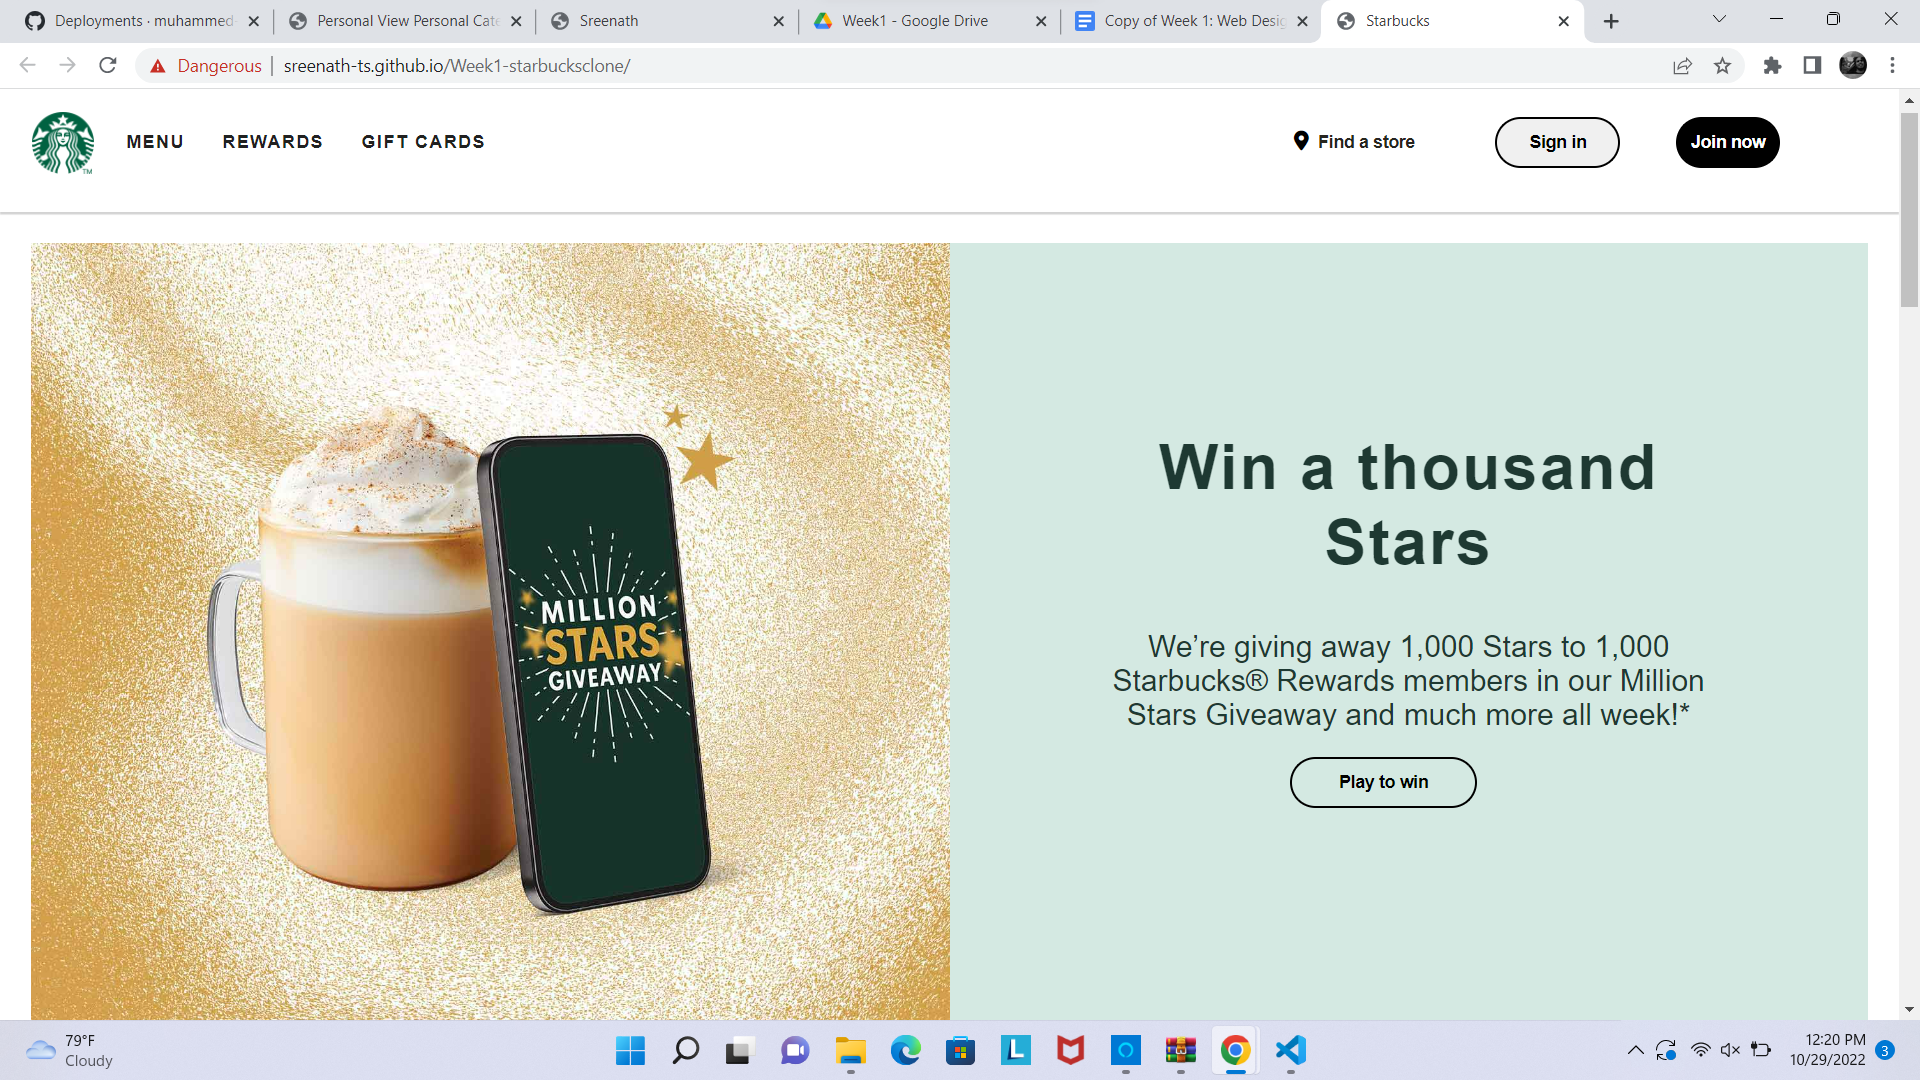 Deployments · muhammed
Personal View Personal Cate
Sreenath
Week1 - Google Drive
Copy of Week 1: Web Desig
Starbucks
Dangerous
sreenath-ts.github.io/Week1-starbucksclone/
TM
MENU
REWARDS
GIFT CARDS
Find a store
Sign in
Join now
MILLION
STARS
GIVEAWAY
Win a thousand
Stars
We’re giving away 1,000 Stars to 1,000
Starbucks® Rewards members in our Million
Stars Giveaway and much more all week!*
Play to win
79°F
Cloudy
L
12:20 PM
10/29/2022
3